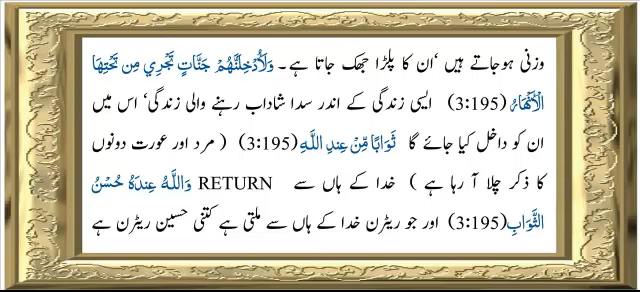 وزنی ہوجاتے ہیں ‘ان کا پلڑا جھک جاتا ہے۔ وَلَأُدْخِلَنَّهُمْ جَنَّاتٍ تَجْرِي مِن تَحْتِهَا
الْأَنْهَارُ (3:195) ایسی زندگی کے اندر سدا شاداب رہنے والی زندگی‘ اس میں
ان کو داخل کیا جائے گا ثَوَابًا مِّنْ عِندِ اللَّهِ (3:195) ( مرد اور عورت دونوں
کا ذکر چلا آ رہا ہے ) خدا کے ہاں سے RETURN وَاللَّهُ عِندَهُ حُسْنُ
الثَّوَابِ (3:195) اور جو ریٹرن خدا کے ہاں سے ملتی ہے کتنی حسین ریٹرن ہے